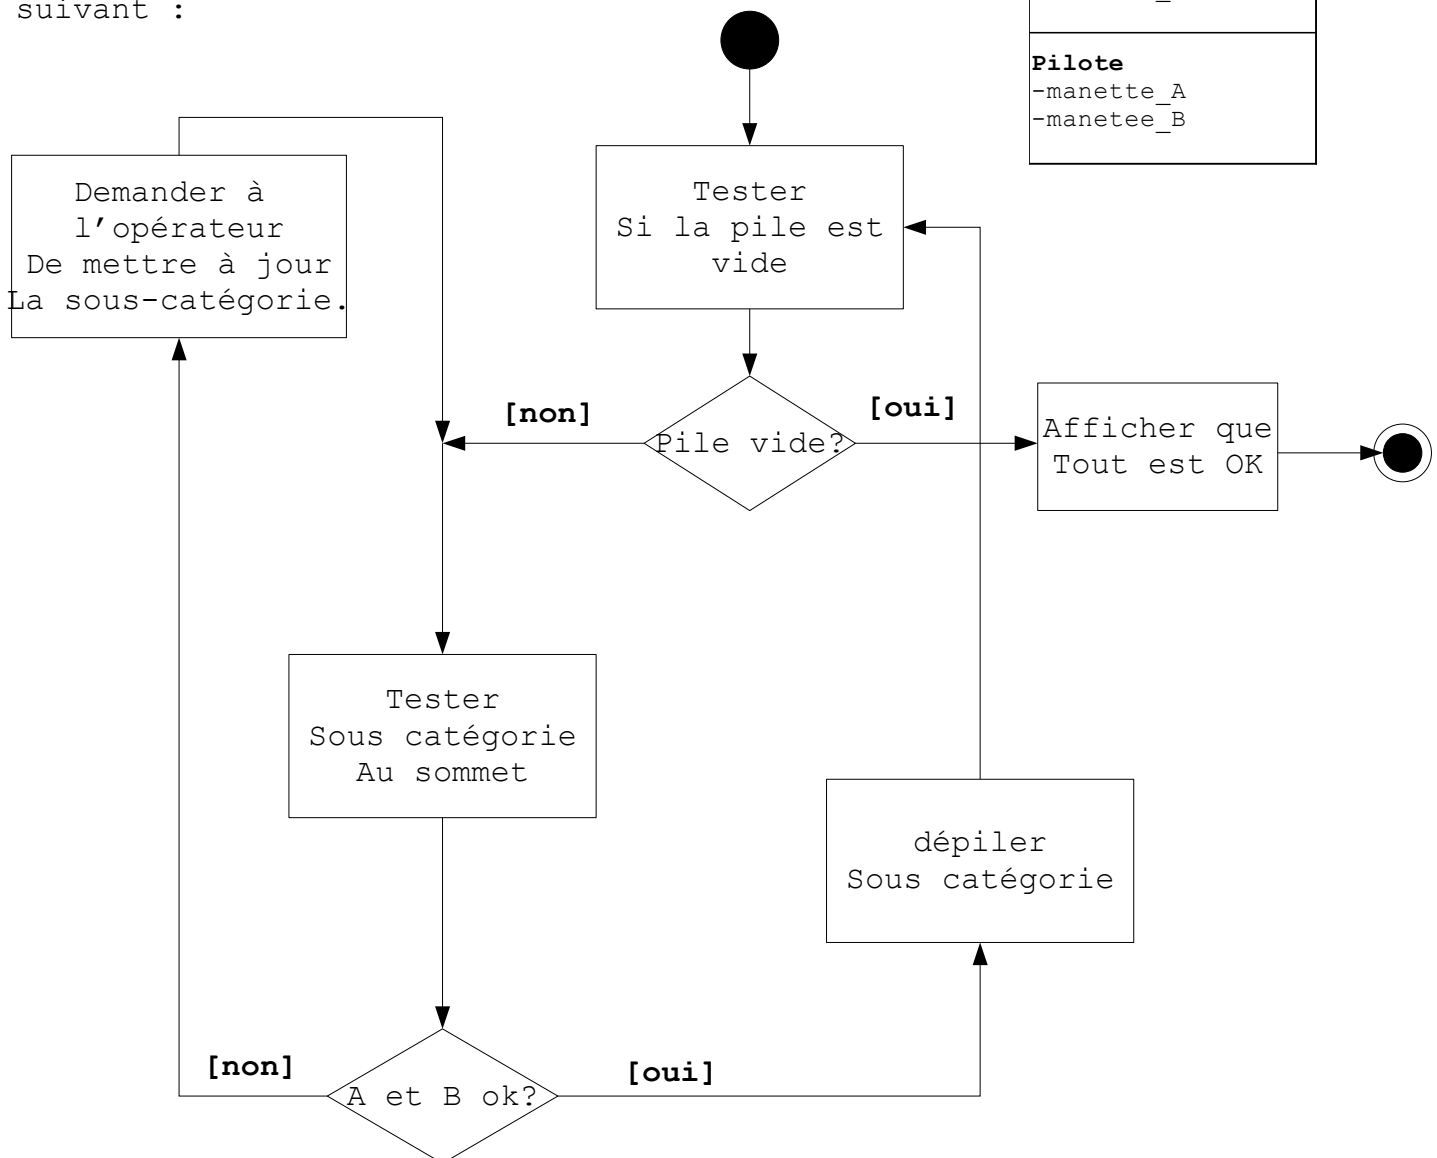 suivant :
Pilote
-manette_A
-manetee_B
Demander à
l’opérateur
De mettre à jour
La sous-catégorie.
Tester
Si la pile est
vide
[non]
Pile vide?
[oui]
Afficher que
Tout est OK
Tester
Sous catégorie
Au sommet
dépiler
Sous catégorie
[non]
A et B ok?
[oui]